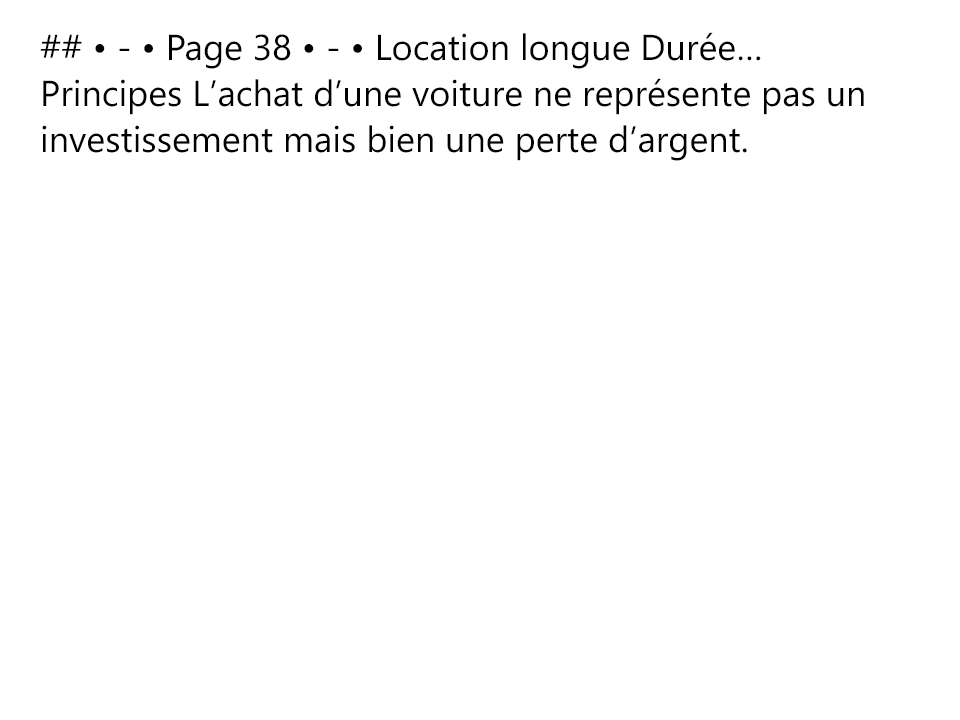 ## • - • Page 38 • - • Location longue Durée…
Principes L’achat d’une voiture ne représente pas un
investissement mais bien une perte d’argent.